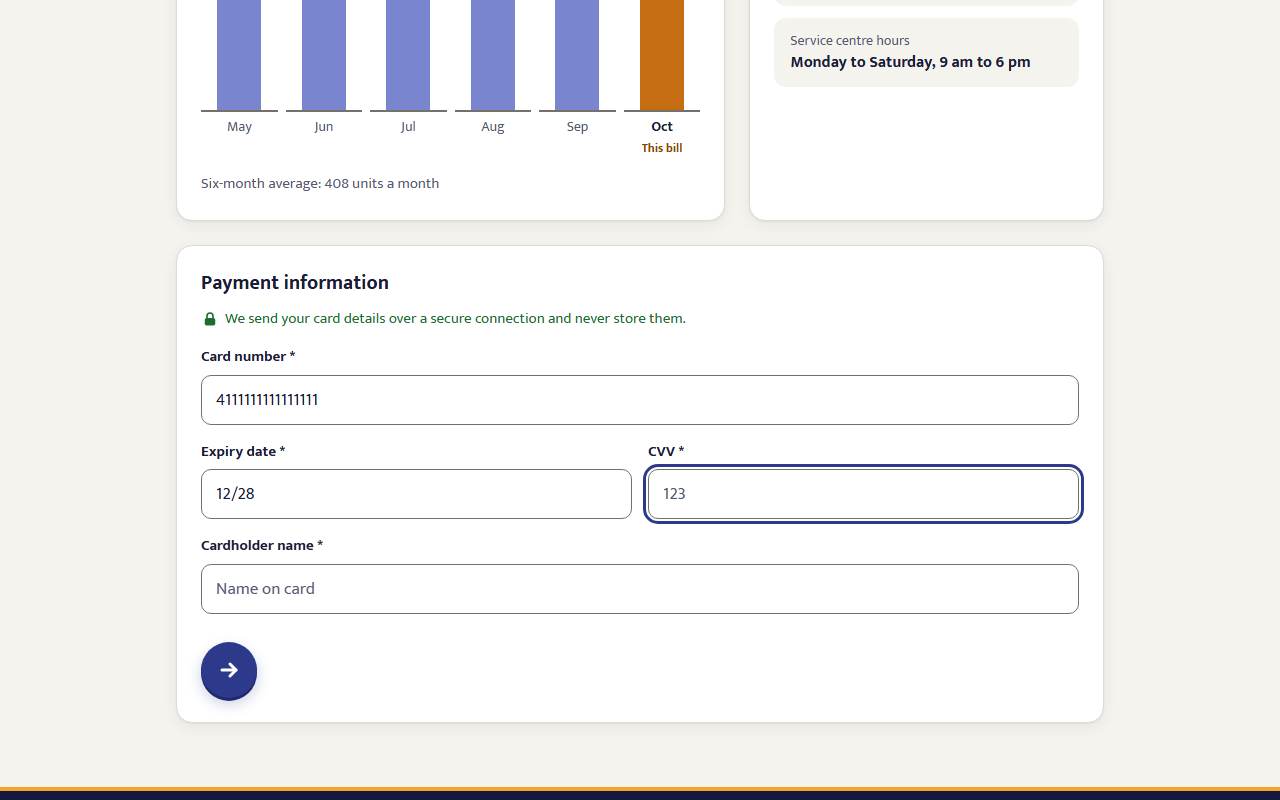 Service centre hours
Monday to Saturday, 9 am to 6 pm
May
Jun
Jul
Aug
Sep
Oct
This bill
Six-month average: 408 units a month
Payment information
We send your card details over a secure connection and never store them.
Card number *
4111111111111111
Expiry date *
CVV *
12/28
123
Cardholder name *
Name on card